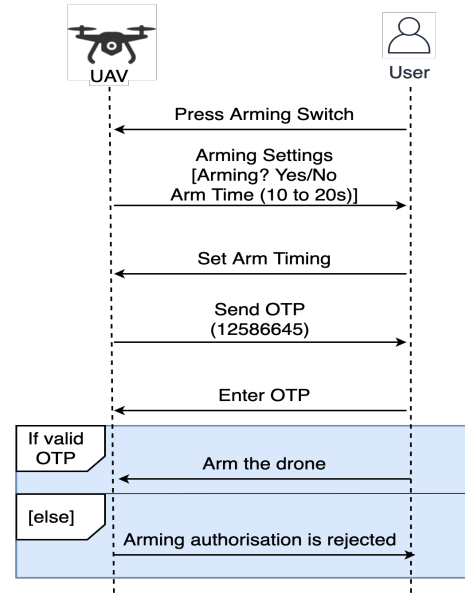 UAV
User
Press Arming Switch
Arming Settings
[Arming? Yes/No
Arm Time (10 to 20s)]
Set Arm Timing
Send OTP
(12586645)
Enter OTP
If valid
OTP
Arm the drone
[else]
Arming authorisation is rejected